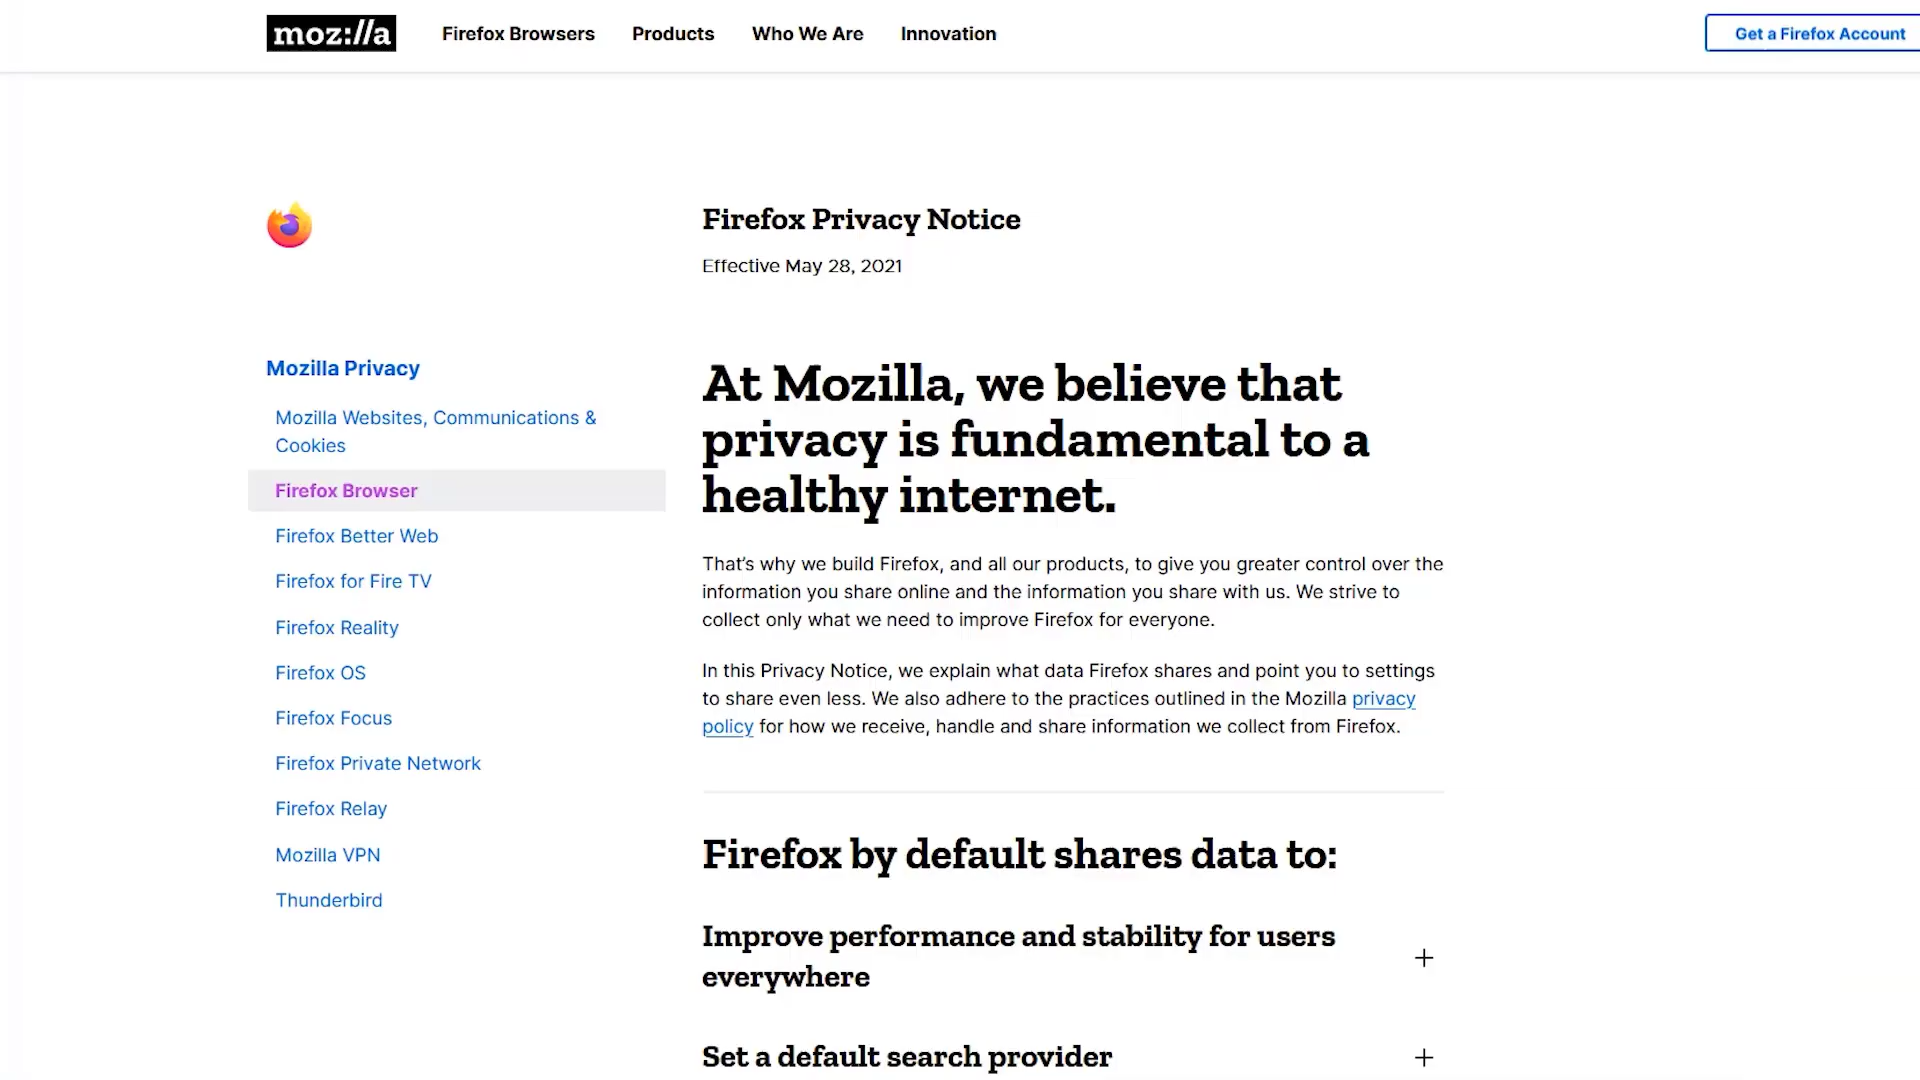 moz://a
Firefox Browsers
Products
Who We Are
Innovation
Get a Firefox Account
Firefox Privacy Notice
Effective May 28, 2021
Mozilla Privacy
Mozilla Websites, Communications &
Cookies
Firefox Browser
Firefox Better Web
Firefox for Fire TV
Firefox Reality
Firefox OS
Firefox Focus
Firefox Private Network
Firefox Relay
Mozilla VPN
Thunderbird
At Mozilla, we believe that
privacy is fundamental to a
healthy internet.
That’s why we build Firefox, and all our products, to give you greater control over the
information you share online and the information you share with us. We strive to
collect only what we need to improve Firefox for everyone.
In this Privacy Notice, we explain what data Firefox shares and point you to settings
to share even less. We also adhere to the practices outlined in the Mozilla privacy
policy for how we receive, handle and share information we collect from Firefox.
Firefox by default shares data to:
Improve performance and stability for users
everywhere
Set a default search provider